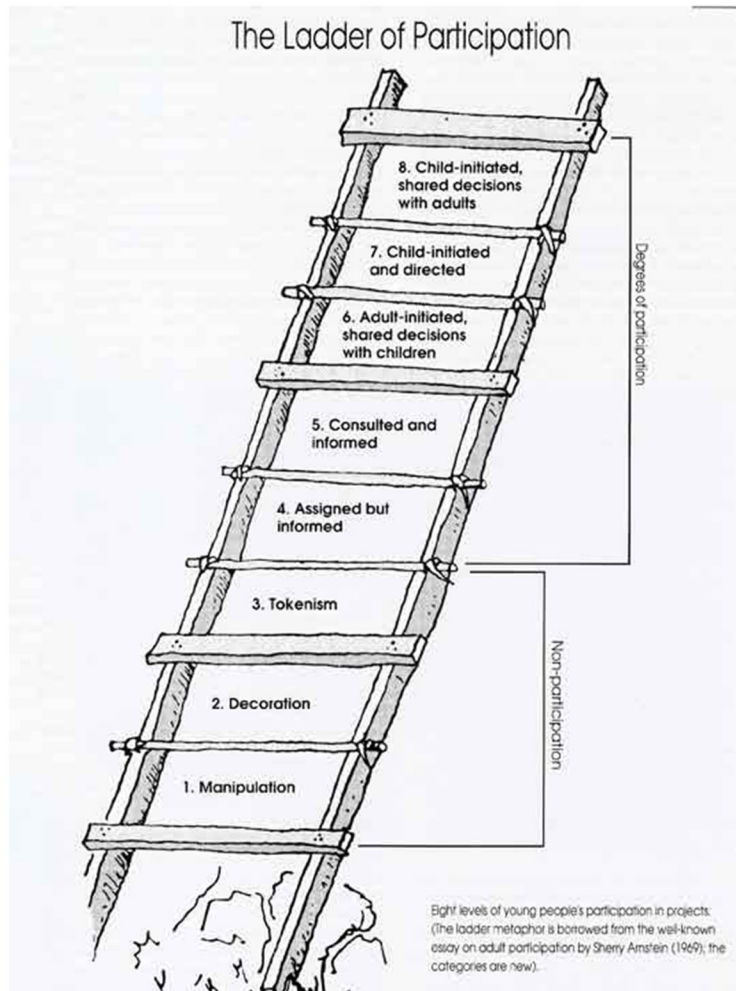 The Ladder of Participation
8. Child-initiated,
shared decisions
with adults
7. Child-initiated
and directed
6. Adult-initiated,
shared decisions
with children
5. Consulted and
informed
4. Assigned but
informed
3. Tokenism
2. Decoration
1. Manipulation
Degrees of participation
Non-participation
Eight levels of young people's participation in projects.
(The ladder metaphor is borrowed from the well-known
essay on adult participation by Sherry Arnstein (1969); the
categories are new).